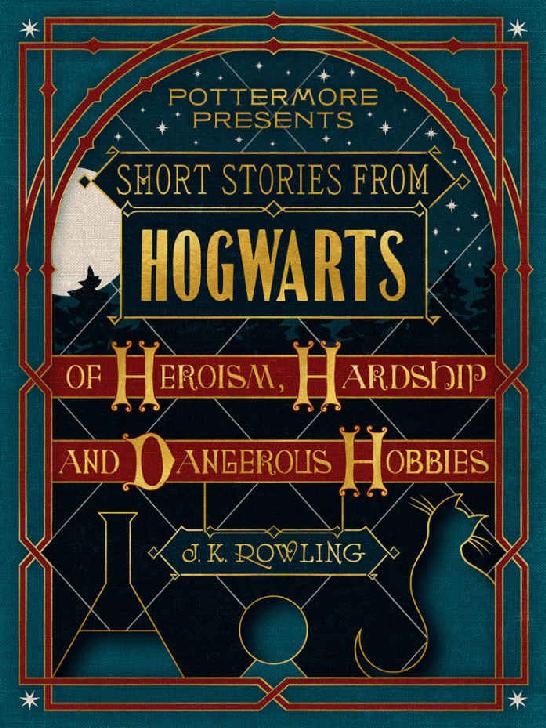 POTTERMORE
PRESENTS
SHORT STORIES FROM
HOGWARTS
OF HEROISM, HARDSHIP
AND DANGEROUS HOBBIES
J.K. ROWLING